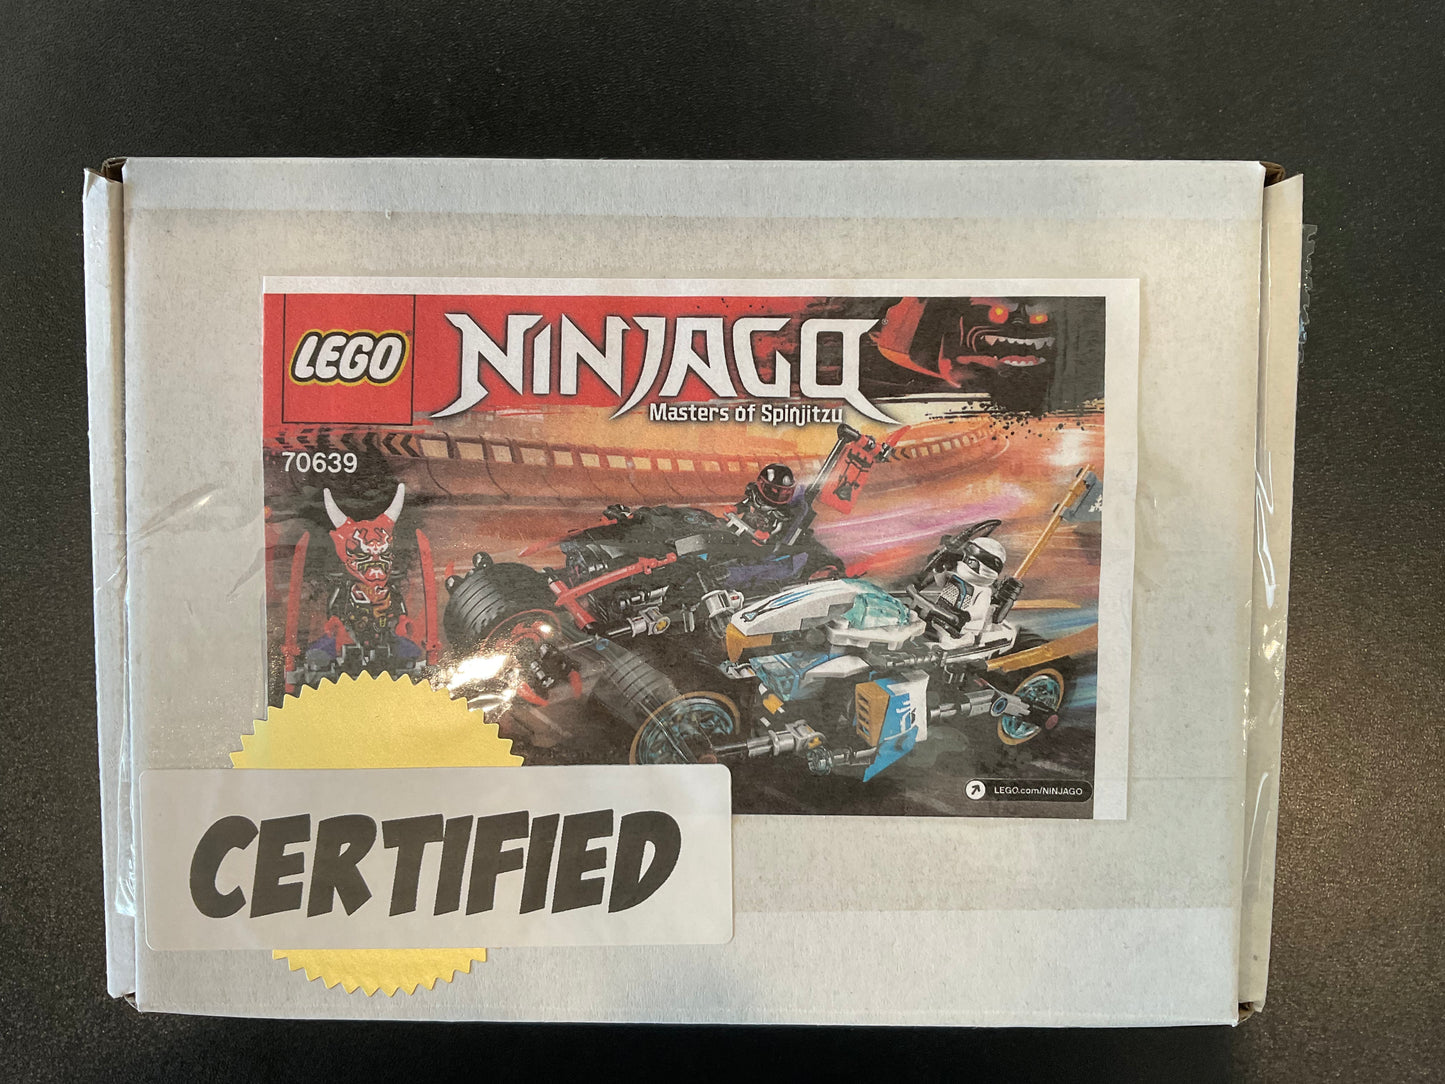 LEGO
NINJAGO
Masters of Spinjitzu
70639
LEGO.com/NINJAGO
CERTIFIED